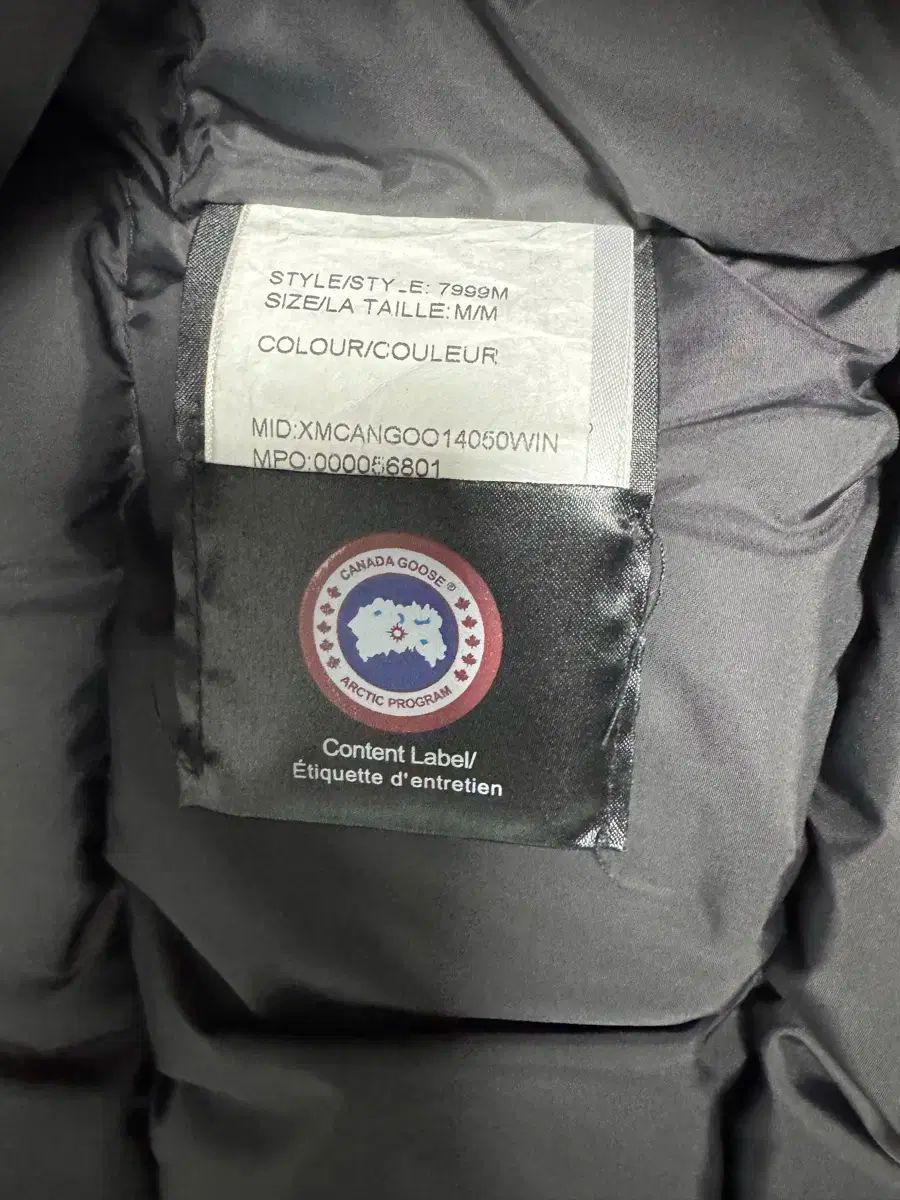 STYLE/STY_E: 7999M
SIZE/LA TAILLE: M/M
COLOUR/COULEUR
MID:XMCANGOO14050WIN
MPO:000056801
CANADA GOOSE®
ARCTIC PROGRAM
Content Label/
Étiquette d'entretien